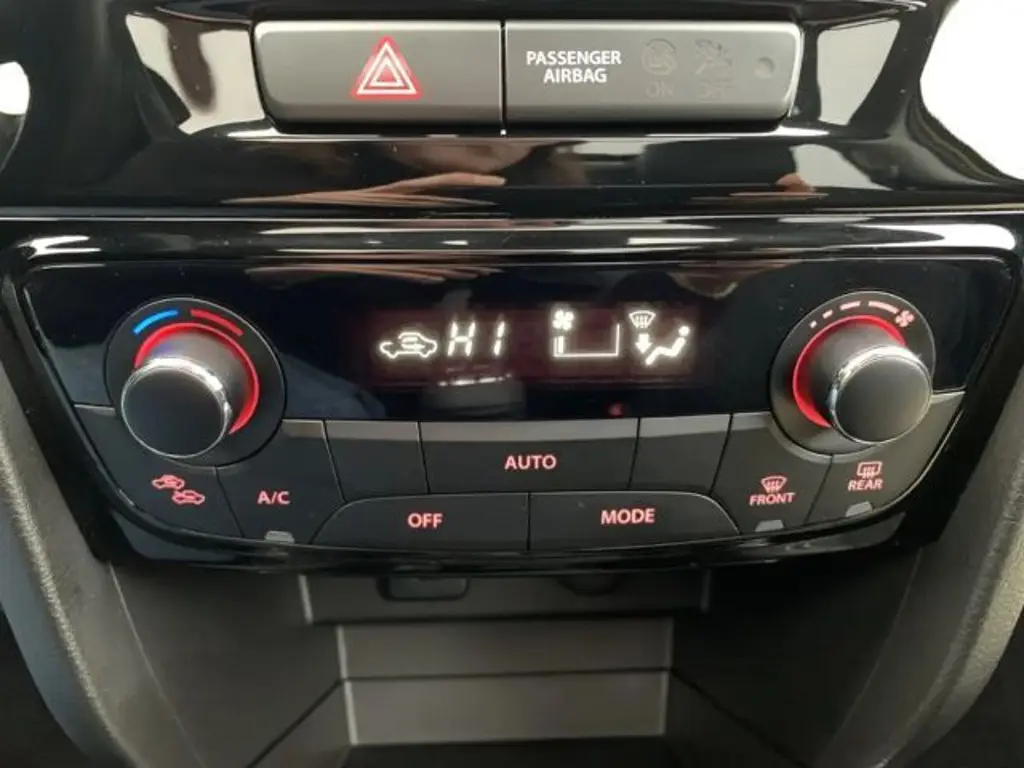 PASSENGER
AIRBAG
ON OFF
HI
AUTO
A/C
OFF
MODE
FRONT
REAR